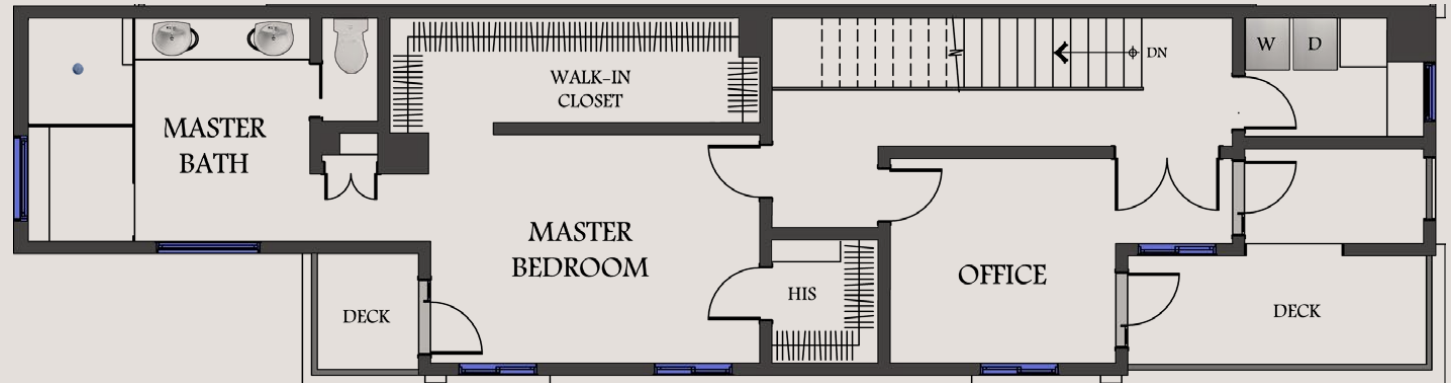 W D
DN
WALK-IN
CLOSET
MASTER
BATH
MASTER
BEDROOM
OFFICE
HIS
DECK
DECK